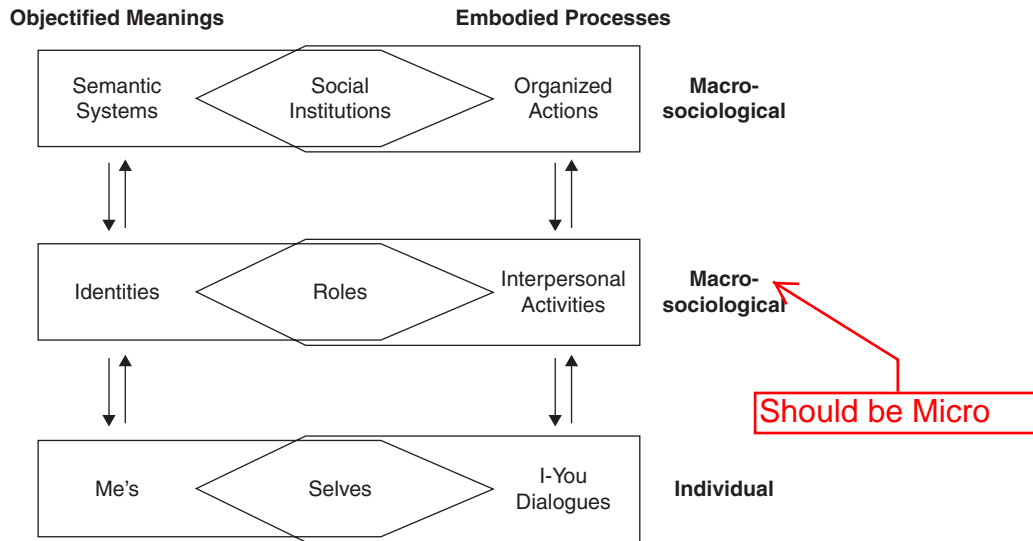 Objectified Meanings
Embodied Processes
Semantic
Systems
Social
Institutions
Organized
Actions
Macro-
sociological
Identities
Roles
Interpersonal
Activities
Macro-
sociological
Should be Micro
Me's
Selves
I-You
Dialogues
Individual